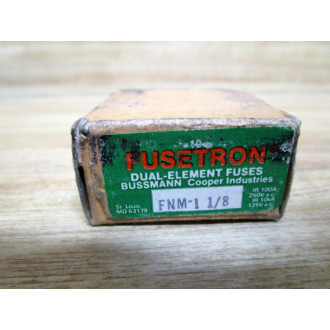 10
FUSETRON®
DUAL-ELEMENT FUSES
BUSSMANN Cooper Industries
St. Louis,
MO 63178
FNM-1 1/8
IR 100A
250V a.c.
IR 10kA
125V a.c.